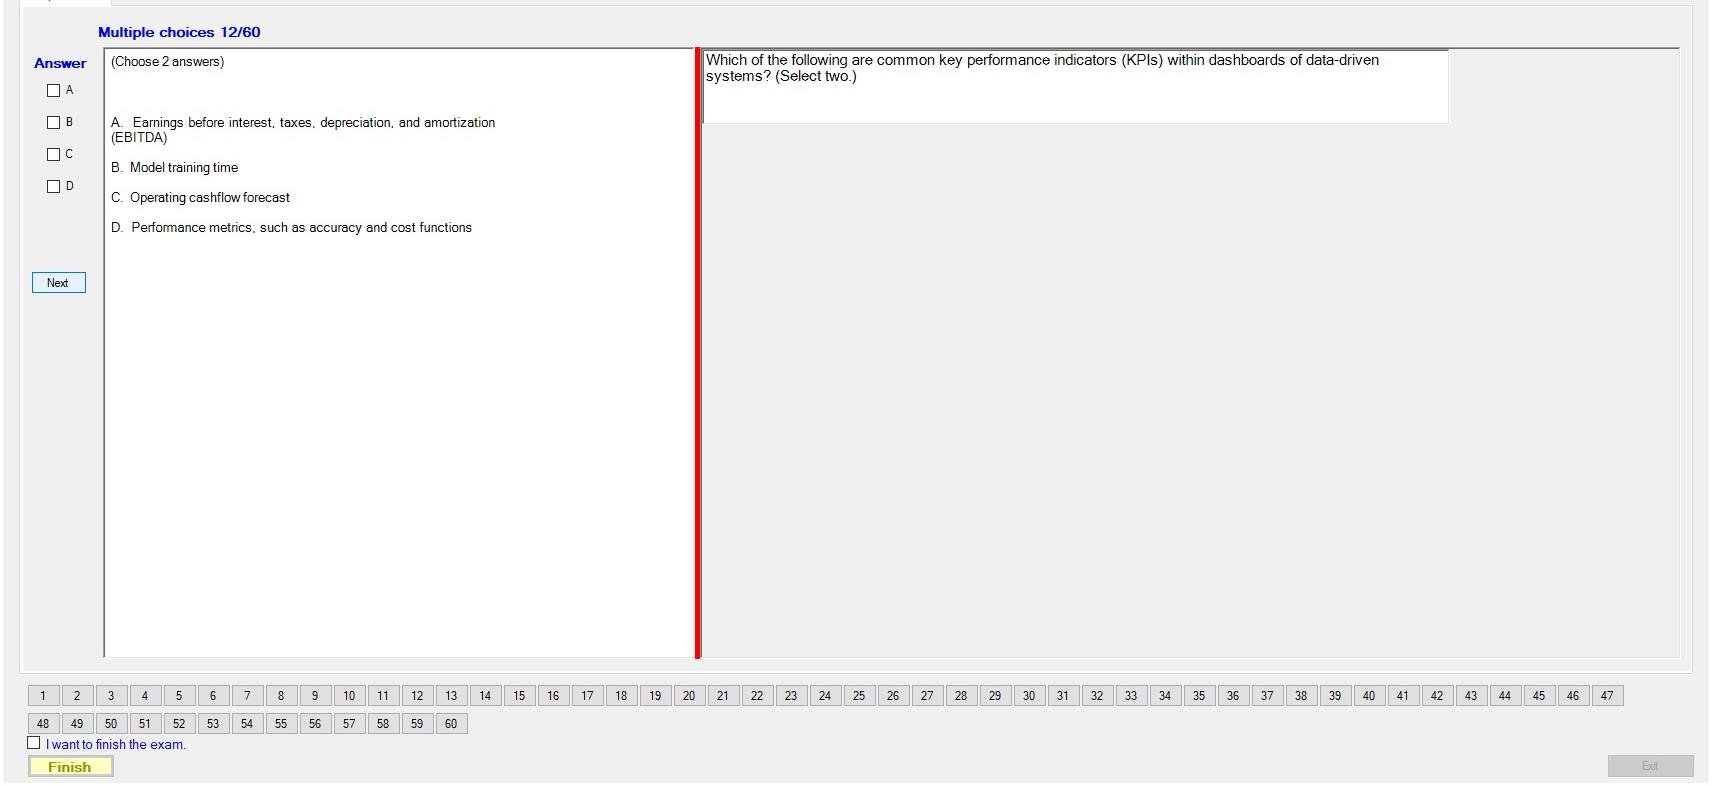 Multiple choices 12/60
Answer
A
B
C
D
Next
(Choose 2 answers)
A. Earnings before interest, taxes, depreciation, and amortization
(EBITDA)
B. Model training time
C. Operating cashflow forecast
D. Performance metrics, such as accuracy and cost functions
Which of the following are common key performance indicators (KPIs) within dashboards of data-driven
systems? (Select two.)
1 2 3 4 5 6 7 8 9 10 11 12 13 14 15 16 17 18 19 20 21 22 23 24 25 26 27 28 29 30 31 32 33 34 35 36 37 38 39 40 41 42 43 44 45 46 47
48 49 50 51 52 53 54 55 56 57 58 59 60
I want to finish the exam.
Finish
Exit